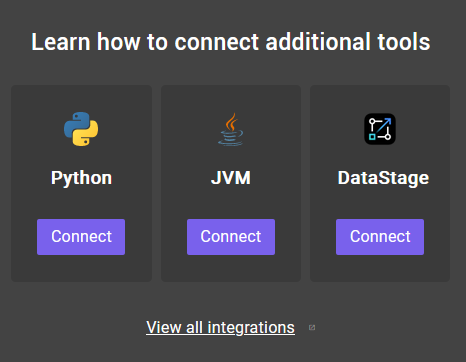 Learn how to connect additional tools
Python
JVM
DataStage
Connect
Connect
Connect
View all integrations